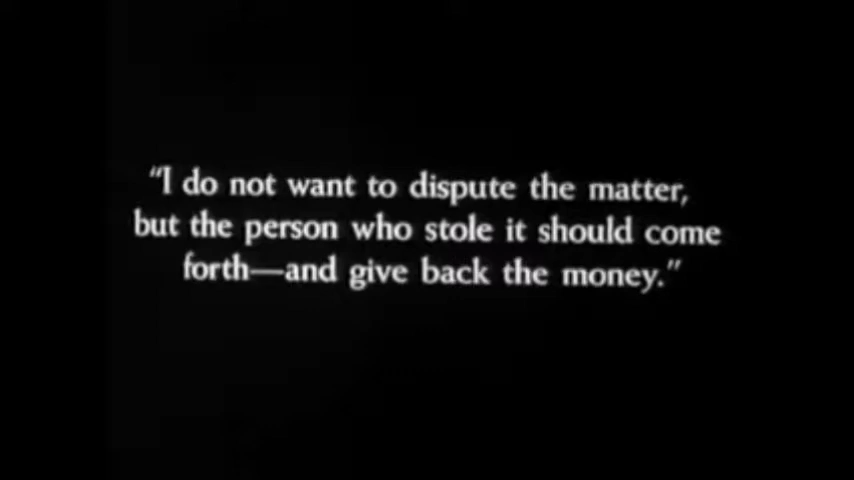 "I do not want to dispute the matter,
but the person who stole it should come
forth—and give back the money."